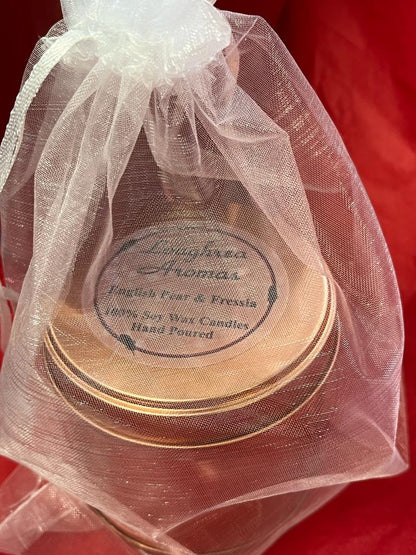 Loughrea
Aromas
English Pear & Fressia
100% Soy Wax Candles
Hand Poured